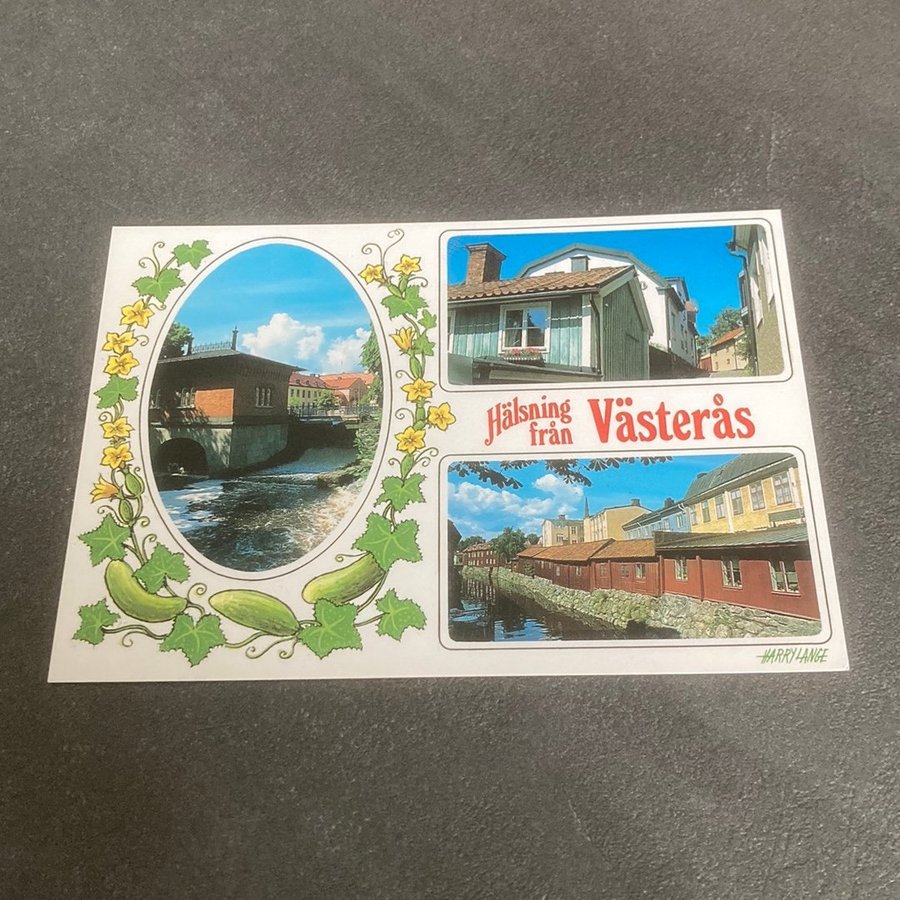 Hälsning
från
Västerås
HARRY LANGE